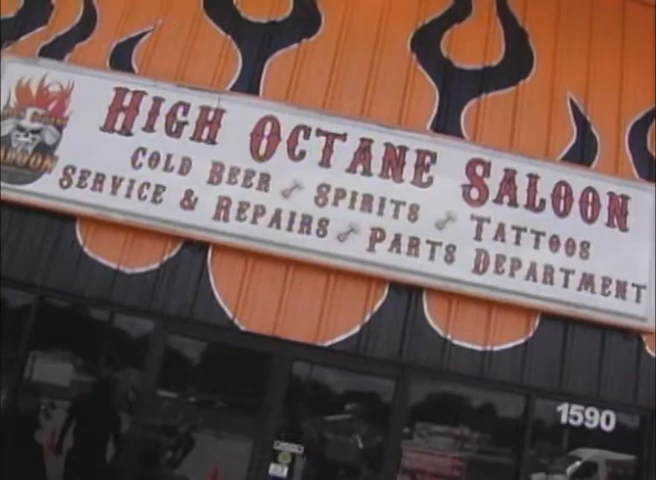 HIGH OCTANE SALOON
COLD BEER SPIRITS TATTOOS
SERVICE & REPAIRS PARTS DEPARTMENT
1590